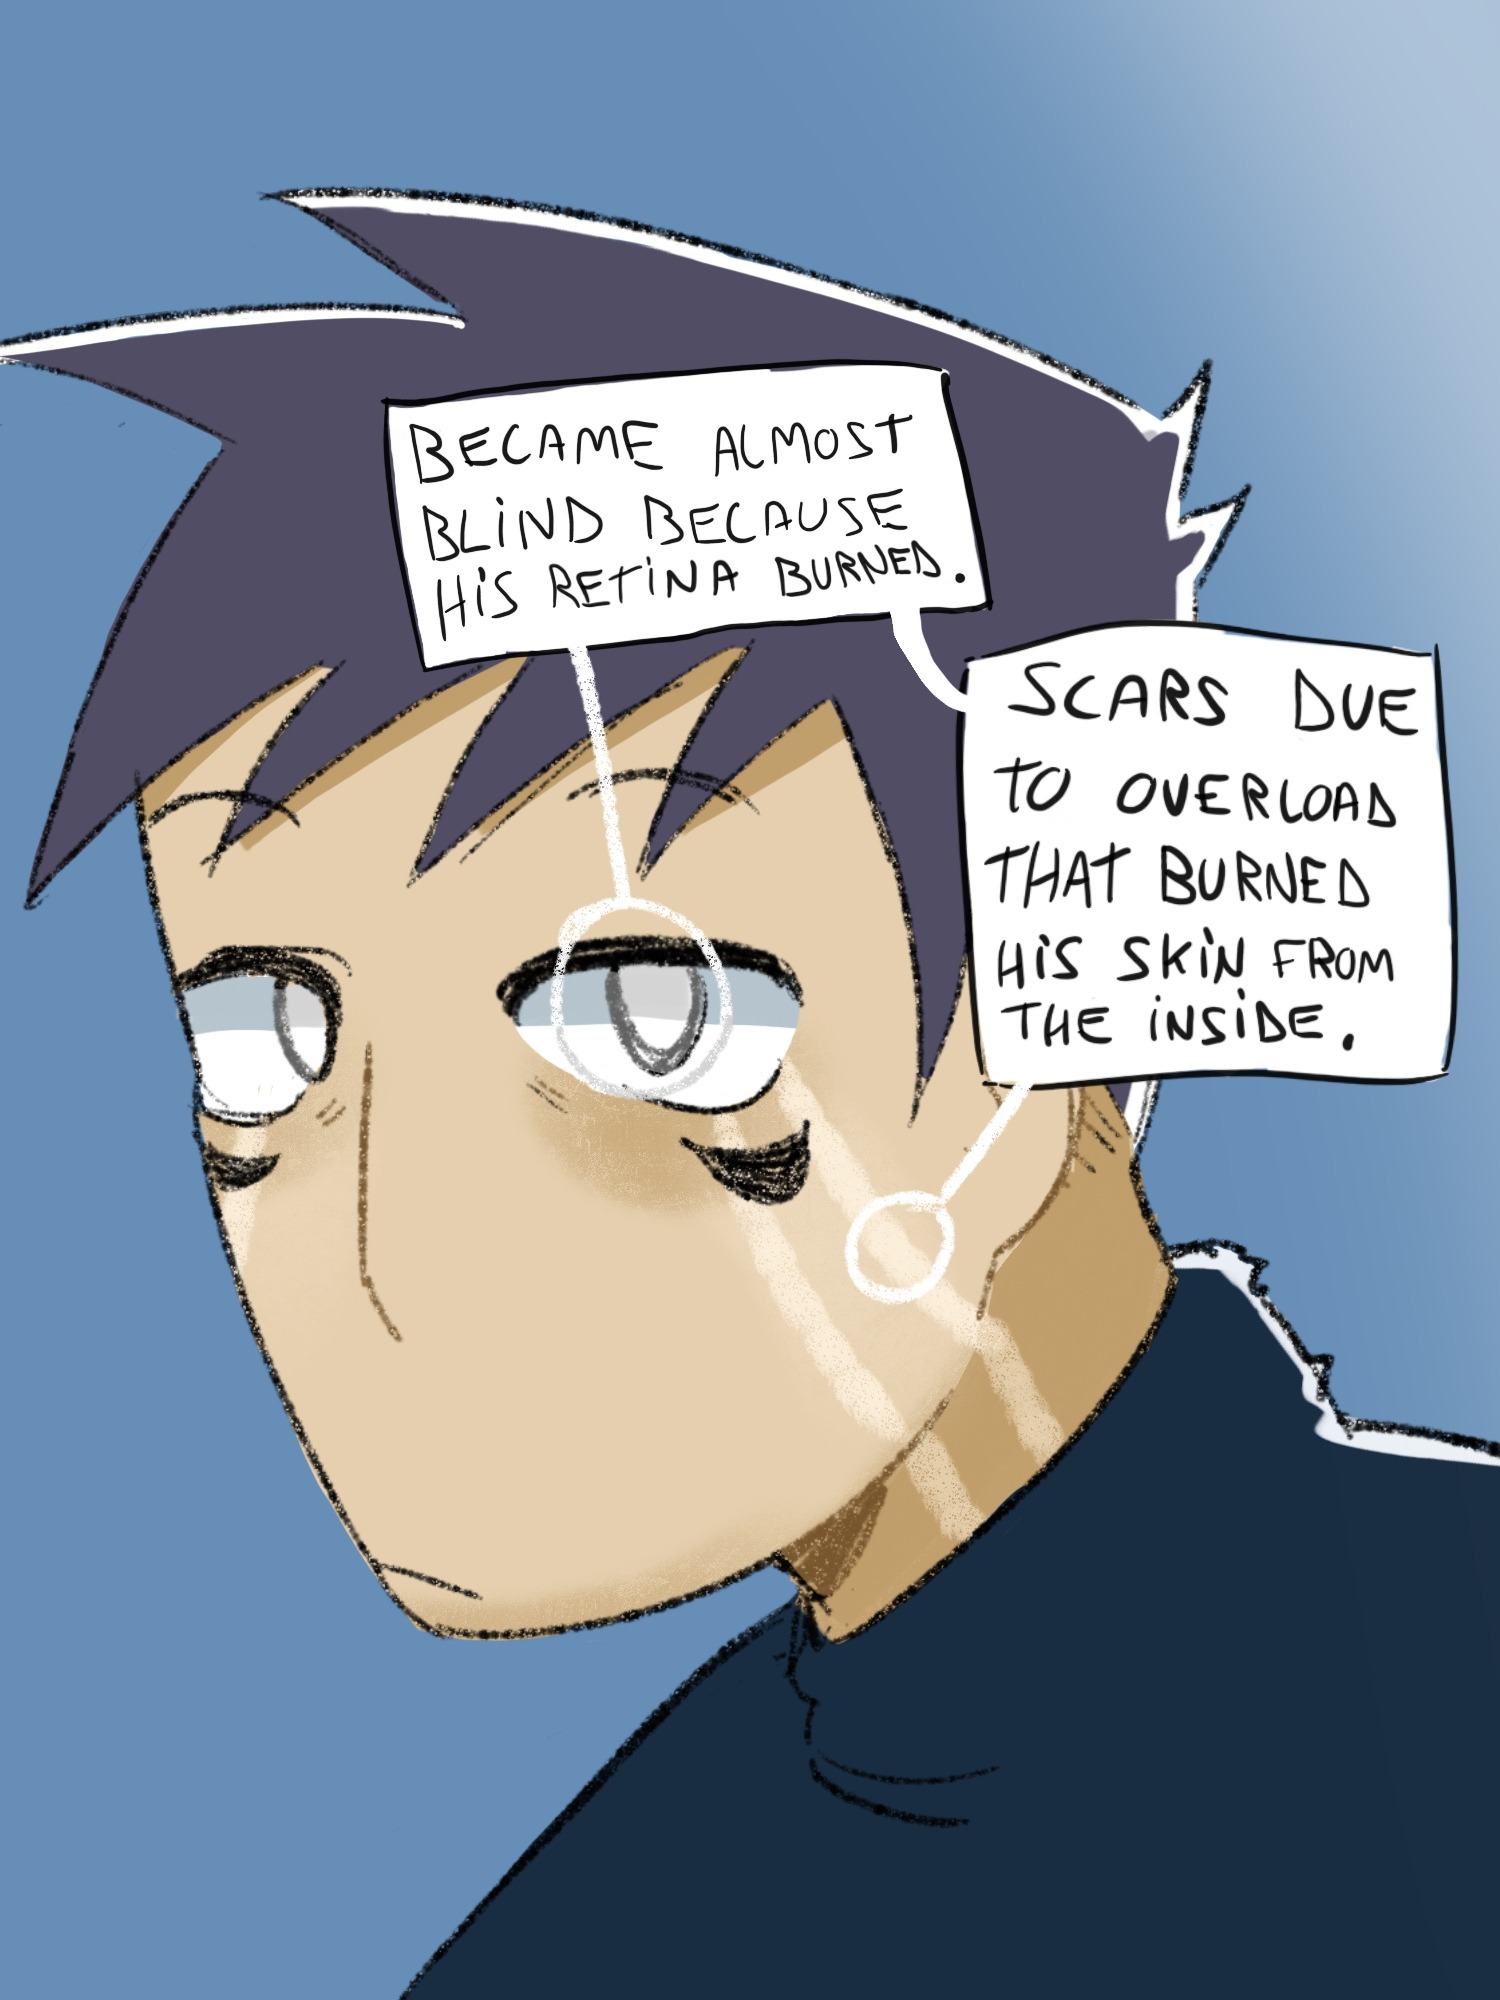 BECAME ALMOST
BLiND BECAUSE
HiS RETiNA BURNED.
SCARS DUE
TO OVERLOAD
THAT BURNED
HiS SKiN FROM
THE iNSiDE.